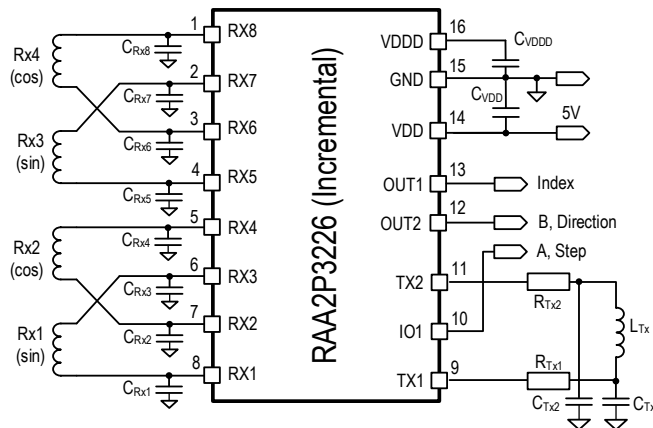 Rx4
(cos)
Rx3
(sin)
Rx2
(cos)
Rx1
(sin)
CRx8
CRx7
CRx6
CRx5
CRx4
CRx3
CRx2
CRx1
1
2
3
4
5
6
7
8
RX8
RX7
RX6
RX5
RX4
RX3
RX2
RX1
RAA2P3226 (Incremental)
VDDD
GND
VDD
OUT1
OUT2
TX2
IO1
TX1
16
15
14
13
12
11
10
9
CVDDD
CVDD
5V
Index
B, Direction
A, Step
RTx2
RTx1
LTx
CTx2
CTx